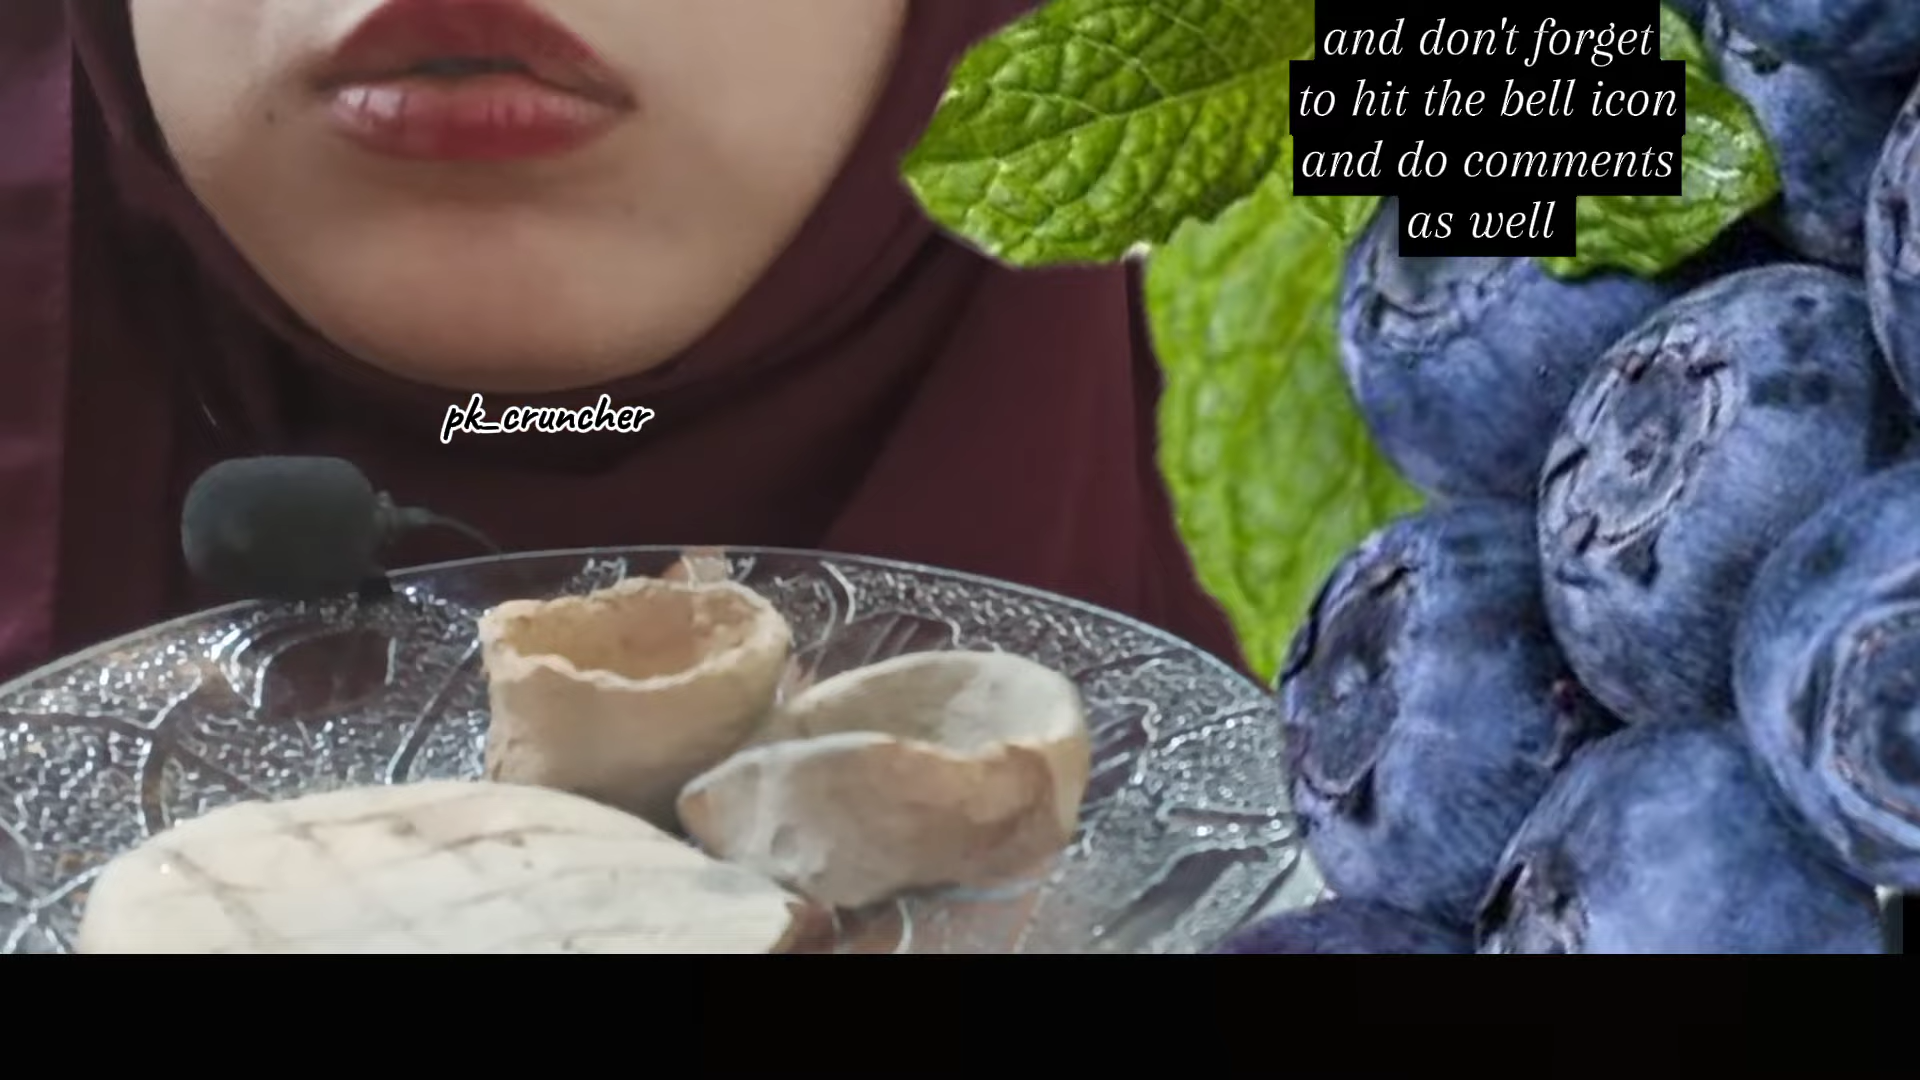 and don't forget
to hit the bell icon
and do comments
as well
pk_cruncher